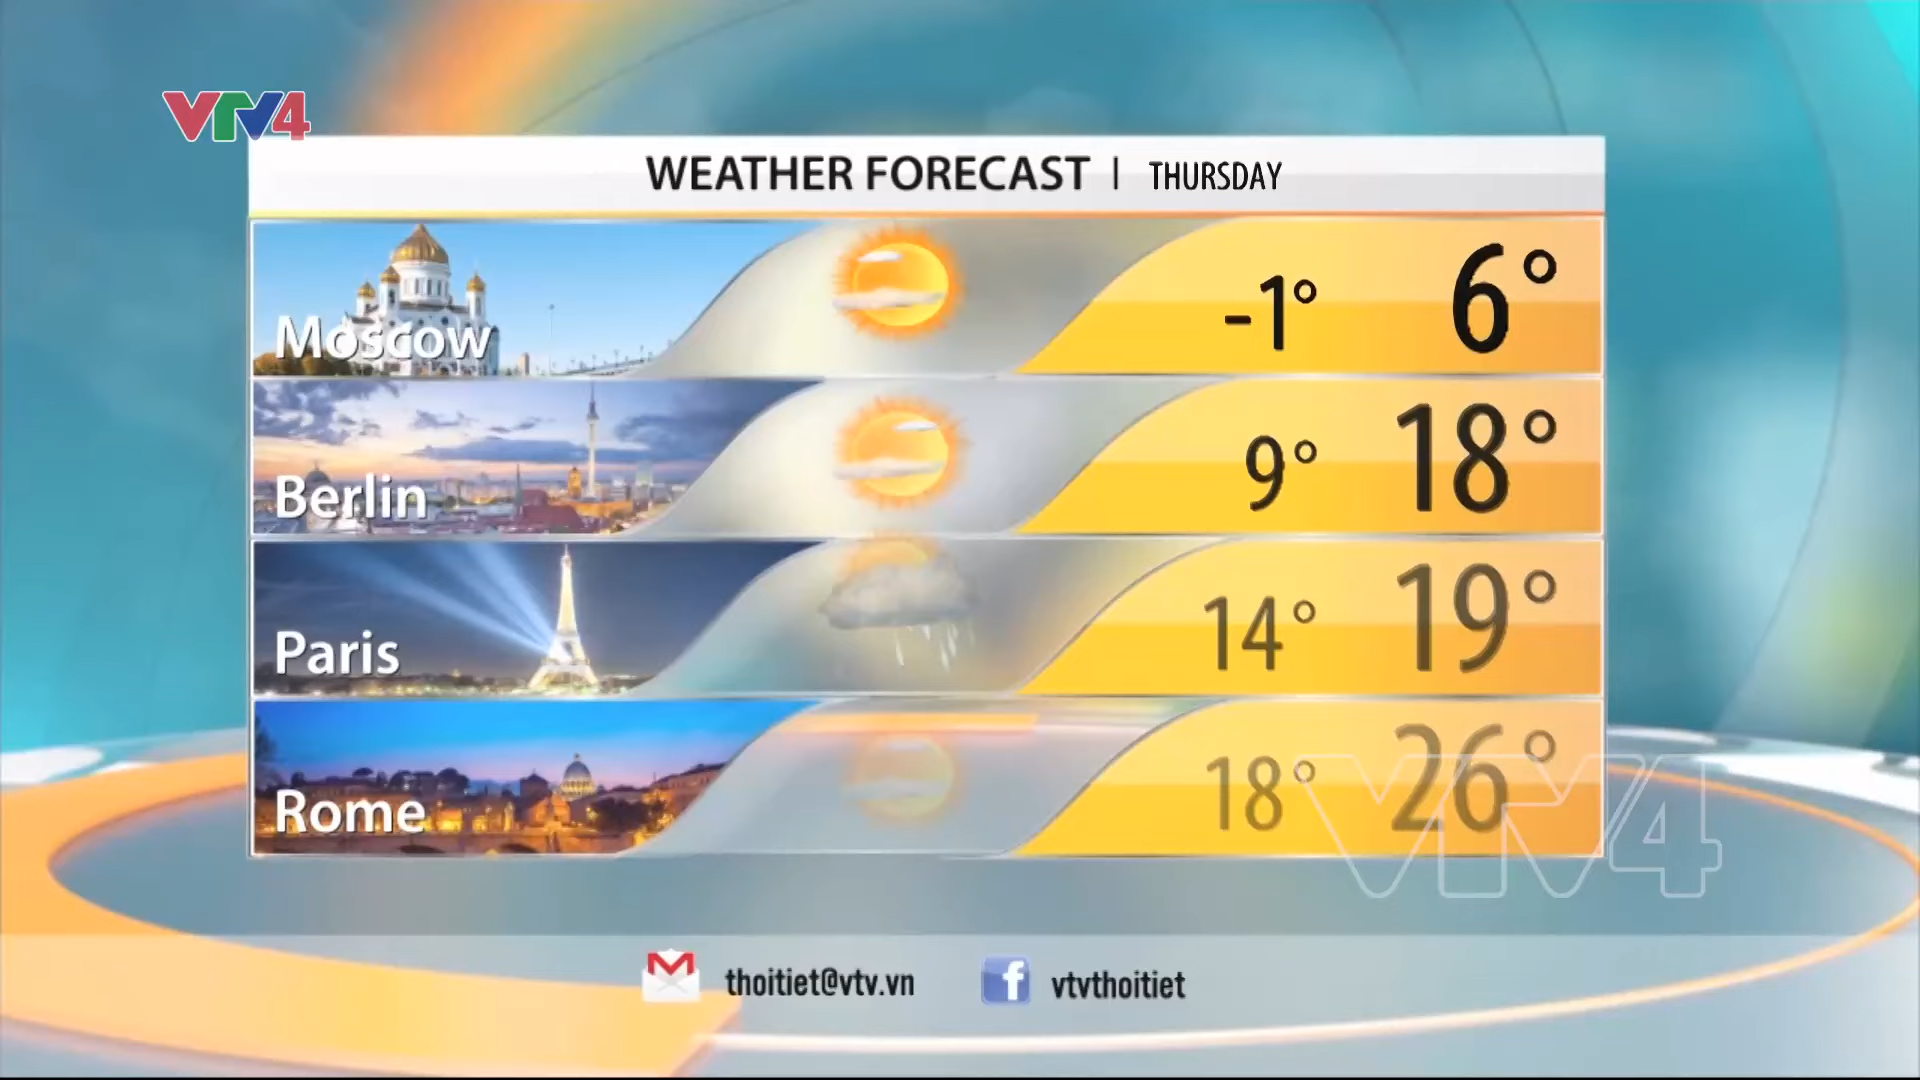 VTV4
WEATHER FORECAST | THURSDAY
Moscow -1° 6°
Berlin 9° 18°
Paris 14° 19°
Rome 18° 26°
VTV4
thoitiet@vtv.vn vtvthoitiet